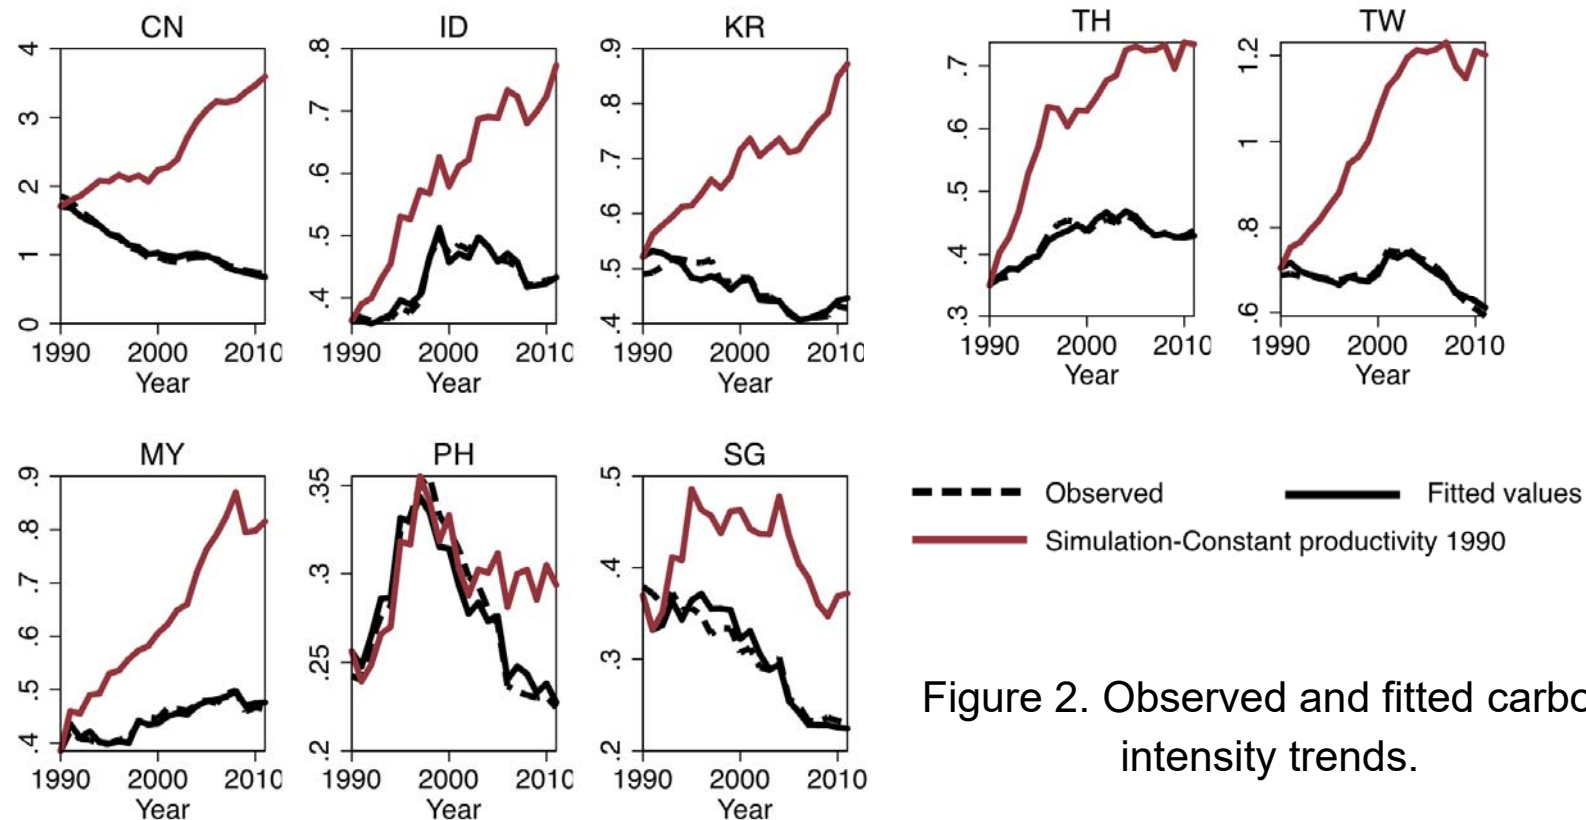 CN
ID
KR
TH
TW
4
3
2
1
0
1990 2000 2010
Year
.8
.7
.6
.5
.4
1990 2000 2010
Year
.9
.8
.7
.6
.5
.4
1990 2000 2010
Year
.7
.6
.5
.4
.3
1990 2000 2010
Year
1.2
1
.8
.6
1990 2000 2010
Year
MY
PH
SG
.9
.8
.7
.6
.5
.4
1990 2000 2010
Year
.35
.3
.25
.2
1990 2000 2010
Year
.5
.4
.3
.2
1990 2000 2010
Year
Observed
Fitted values
Simulation-Constant productivity 1990
Figure 2. Observed and fitted carbo
intensity trends.